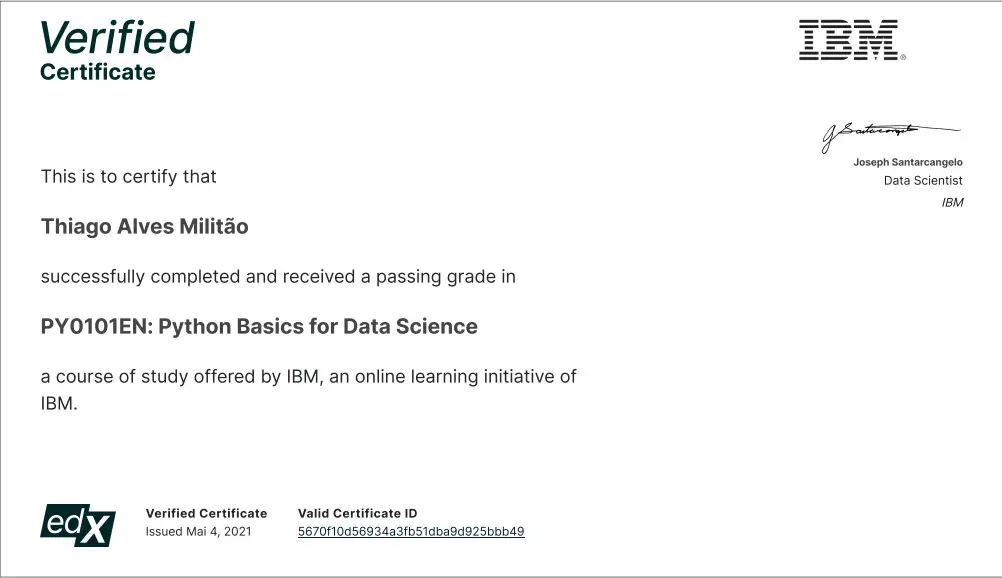 Verified
Certificate
IBM®
Joseph Santarcangelo
Data Scientist
IBM
This is to certify that
Thiago Alves Militão
successfully completed and received a passing grade in
PY0101EN: Python Basics for Data Science
a course of study offered by IBM, an online learning initiative of
IBM.
edX
Verified Certificate
Issued Mai 4, 2021
Valid Certificate ID
5670f10d56934a3fb51dba9d925bbb49